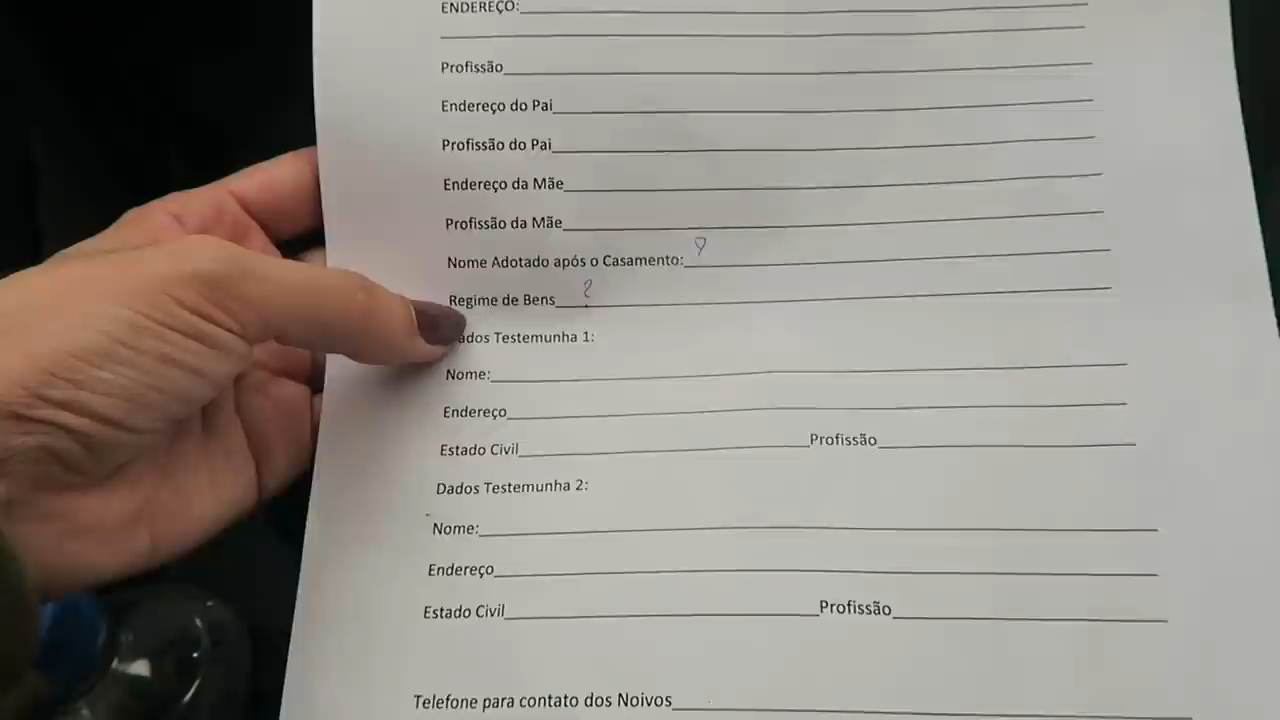 ENDEREÇO:
Profissão
Endereço do Pai
Profissão do Pai
Endereço da Mãe
Profissão da Mãe
Nome Adotado após o Casamento: ?
Regime de Bens ?
ados Testemunha 1:
Nome:
Endereço
Estado Civil Profissão
Dados Testemunha 2:
Nome:
Endereço
Estado Civil Profissão
Telefone para contato dos Noivos